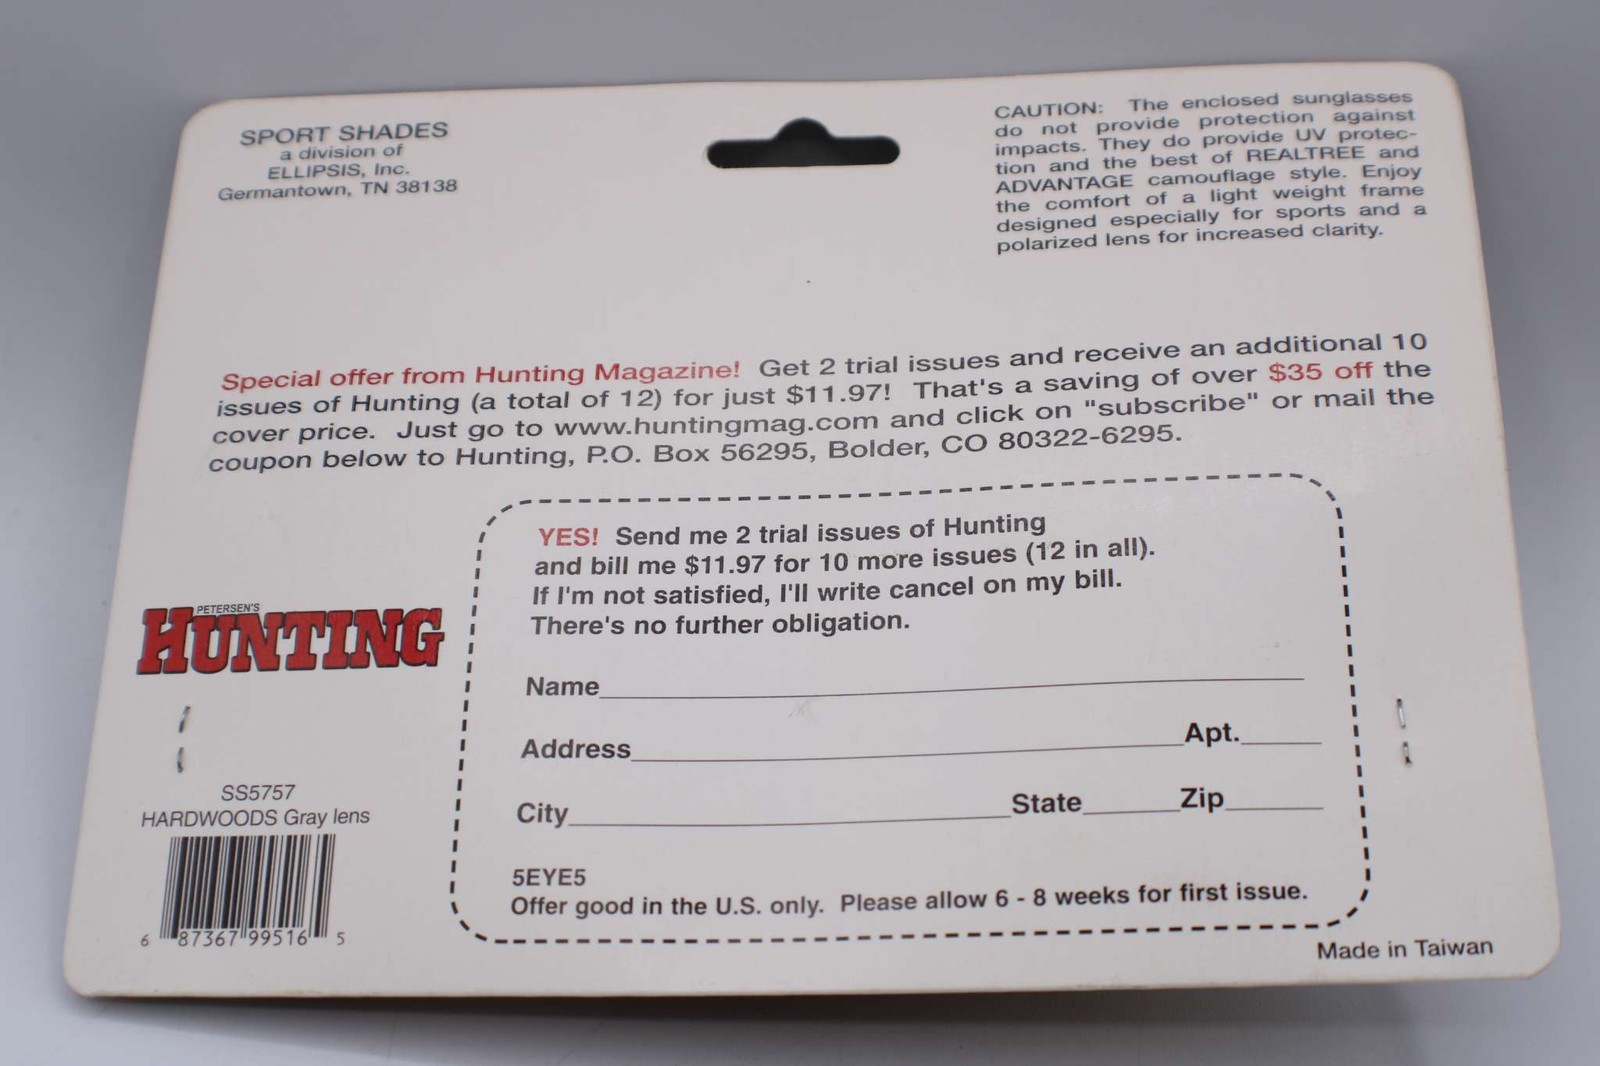 SPORT SHADES
a division of
ELLIPSIS, Inc.
Germantown, TN 38138
CAUTION: The enclosed sunglasses
do not provide protection against
impacts. They do provide UV protec-
tion and the best of REALTREE and
ADVANTAGE camouflage style. Enjoy
the comfort of a light weight frame
designed especially for sports and a
polarized lens for increased clarity.
Special offer from Hunting Magazine! Get 2 trial issues and receive an additional 10
issues of Hunting (a total of 12) for just $11.97! That's a saving of over $35 off the
cover price. Just go to www.huntingmag.com and click on "subscribe" or mail the
coupon below to Hunting, P.O. Box 56295, Bolder, CO 80322-6295.
YES! Send me 2 trial issues of Hunting
and bill me $11.97 for 10 more issues (12 in all).
If I'm not satisfied, I'll write cancel on my bill.
There's no further obligation.
PETERSEN'S
HUNTING
Name
Address Apt.
City State Zip
SS5757
HARDWOODS Gray lens
6 87367 99516 5
5EYE5
Offer good in the U.S. only. Please allow 6 - 8 weeks for first issue.
Made in Taiwan